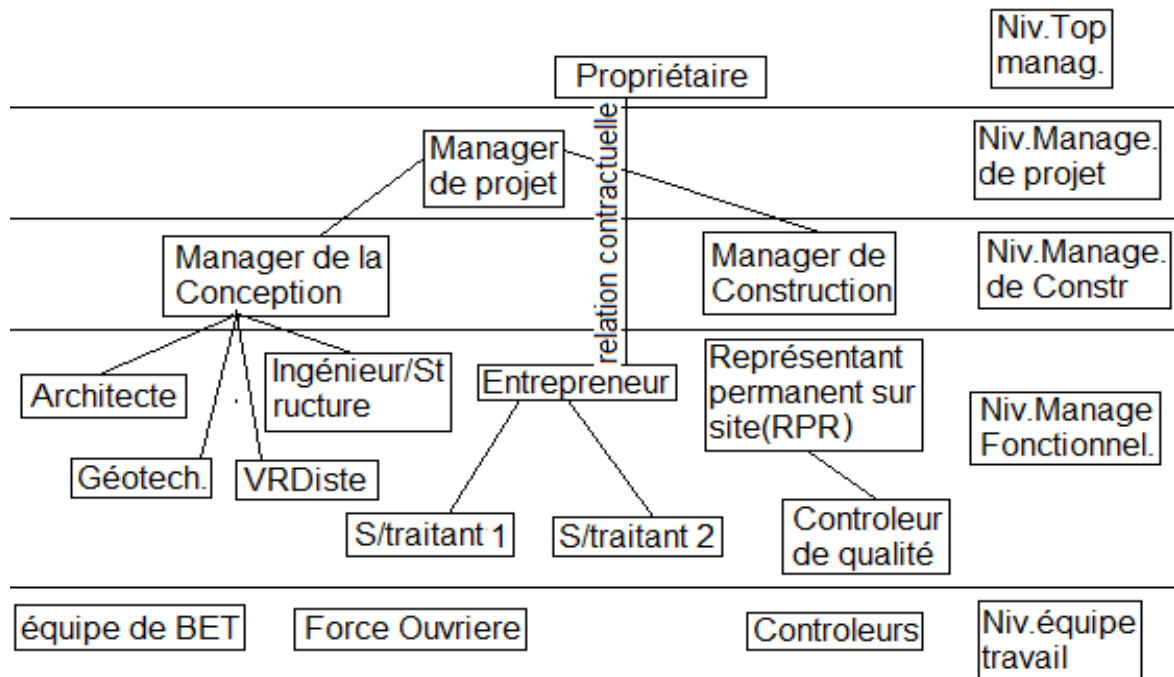 Niv.Top
manag.
Propriétaire
relation contractuelle
Manager
de projet
Niv.Manage.
de projet
Manager de la
Conception
Manager de
Construction
Niv.Manage.
de Constr
Architecte
Ingénieur/St
ructure
Entrepreneur
Représentant
permanent sur
site(RPR)
Niv.Manage
Fonctionnel.
Géotech.
VRDiste
S/traitant 1
S/traitant 2
Controleur
de qualité
équipe de BET
Force Ouvriere
Controleurs
Niv.équipe
travail